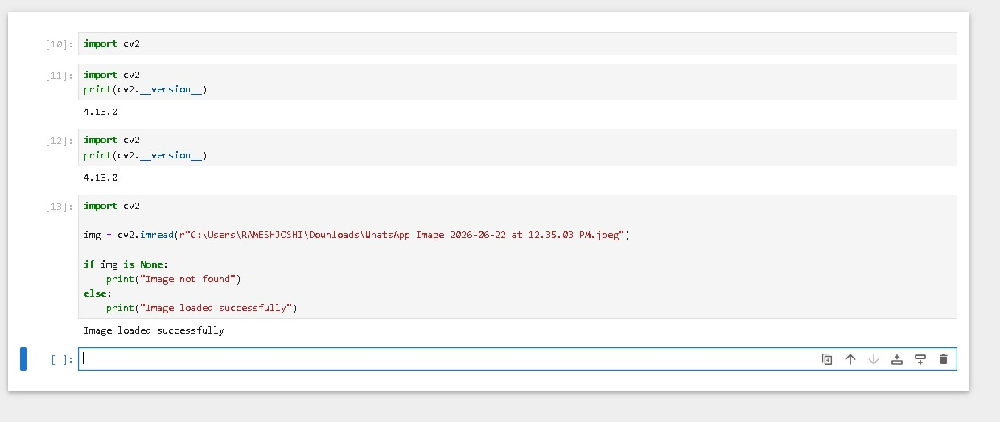 [10]: import cv2
[11]: import cv2
print(cv2.__version__)
4.13.0
[12]: import cv2
print(cv2.__version__)
4.13.0
[13]: import cv2
img = cv2.imread(r"C:\Users\RAMESHJOSHI\Downloads\WhatsApp Image 2026-06-22 at 12.35.03 PM.jpeg")
if img is None:
    print("Image not found")
else:
    print("Image loaded successfully")
Image loaded successfully
[ ]: